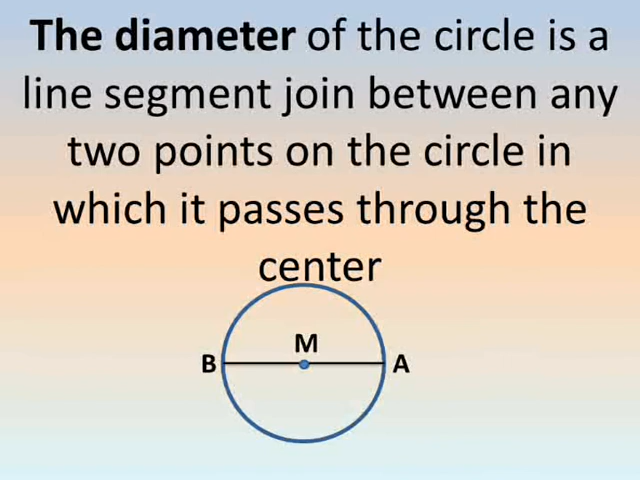 The diameter of the circle is a
line segment join between any
two points on the circle in
which it passes through the
center
M
B
A